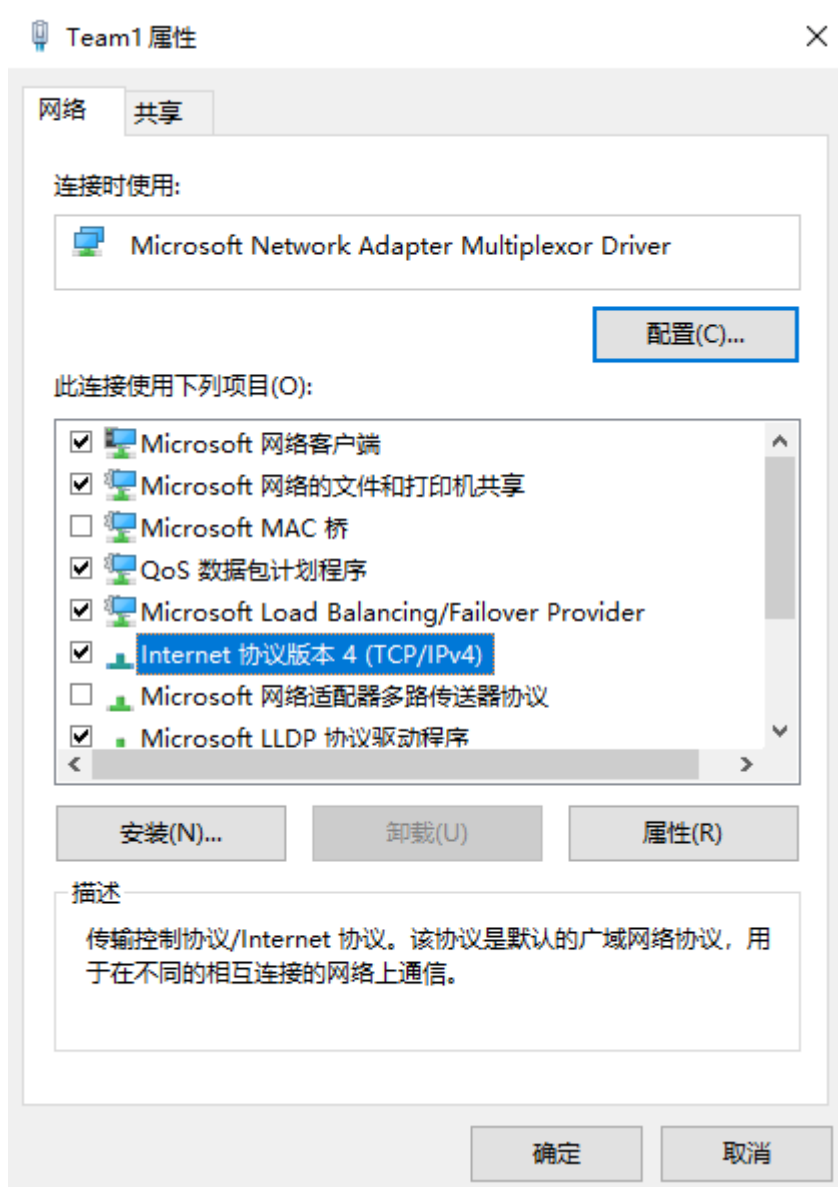 Team1 属性
网络
共享
连接时使用:
Microsoft Network Adapter Multiplexor Driver
配置(C)...
此连接使用下列项目(O):
Microsoft 网络客户端
Microsoft 网络的文件和打印机共享
Microsoft MAC 桥
QoS 数据包计划程序
Microsoft Load Balancing/Failover Provider
Internet 协议版本 4 (TCP/IPv4)
Microsoft 网络适配器多路传送器协议
Microsoft LLDP 协议驱动程序
安装(N)...
卸载(U)
属性(R)
描述
传输控制协议/Internet 协议。该协议是默认的广域网络协议，用
于在不同的相互连接的网络上通信。
确定
取消